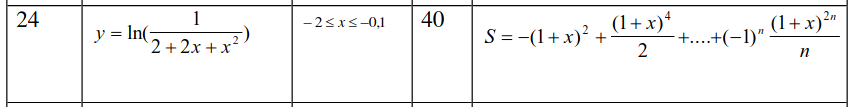 24 y = ln(1/(2 + 2x + x²)) − 2 ≤ x ≤ −0,1 40 S = −(1 + x)² + (1 + x)⁴/2 + .... + (−1)ⁿ (1 + x)²ⁿ/n